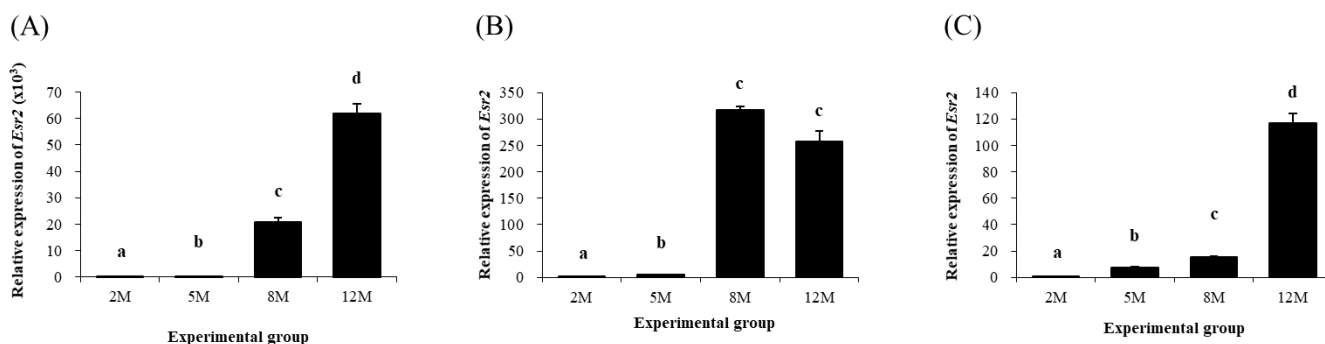 (A)
Relative expression of Esr2 (x10³)
70
60
50
40
30
20
10
0
a
b
c
d
2M 5M 8M 12M
Experimental group
(B)
Relative expression of Esr2
350
300
250
200
150
100
50
0
a
b
c
c
2M 5M 8M 12M
Experimental group
(C)
Relative expression of Esr2
140
120
100
80
60
40
20
0
a
b
c
d
2M 5M 8M 12M
Experimental group